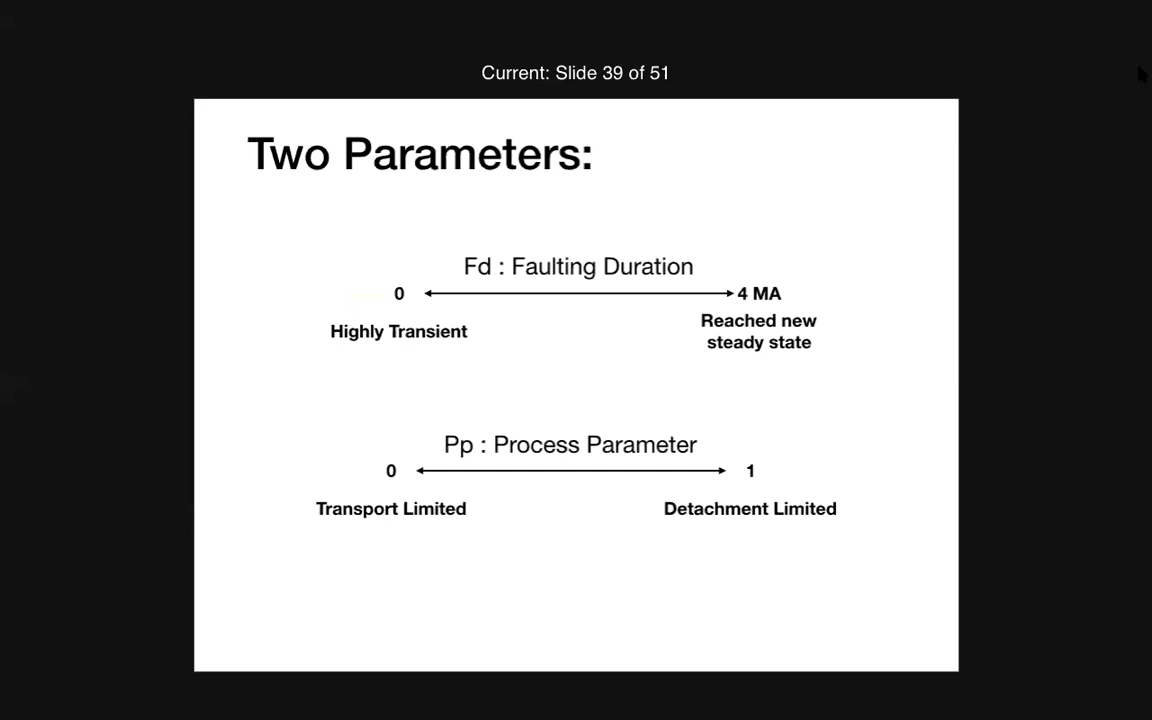 Current: Slide 39 of 51
Two Parameters:
Fd : Faulting Duration
0 4 MA
Highly Transient
Reached new
steady state
Pp : Process Parameter
0 1
Transport Limited Detachment Limited